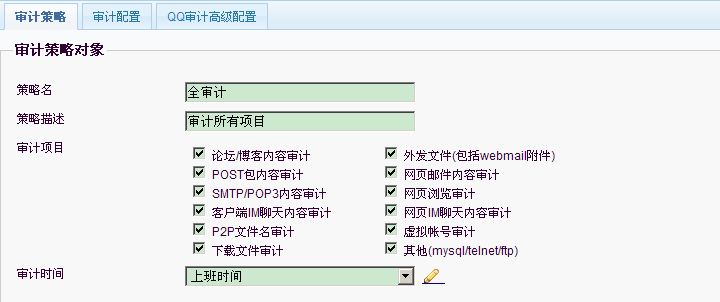 审计策略 审计配置 QQ审计高级配置
审计策略对象
策略名 全审计
策略描述 审计所有项目
审计项目
论坛/博客内容审计 外发文件(包括webmail附件)
POST包内容审计 网页邮件内容审计
SMTP/POP3内容审计 网页浏览审计
客户端IM聊天内容审计 网页IM聊天内容审计
P2P文件名审计 虚拟帐号审计
下载文件审计 其他(mysql/telnet/ftp)
审计时间 上班时间